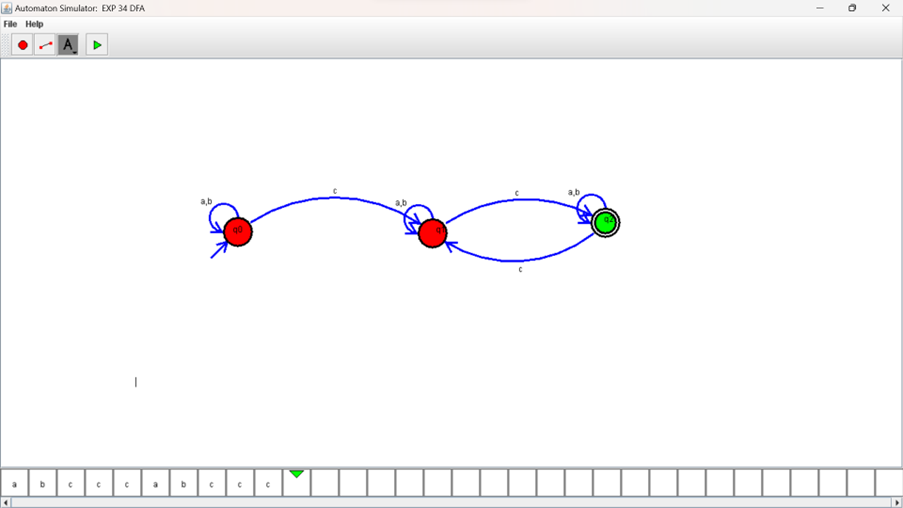 Automaton Simulator: EXP 34 DFA
File Help
A
a,b c a,b c a,b
q0 q1 q2
c
a b c c c a b c c c